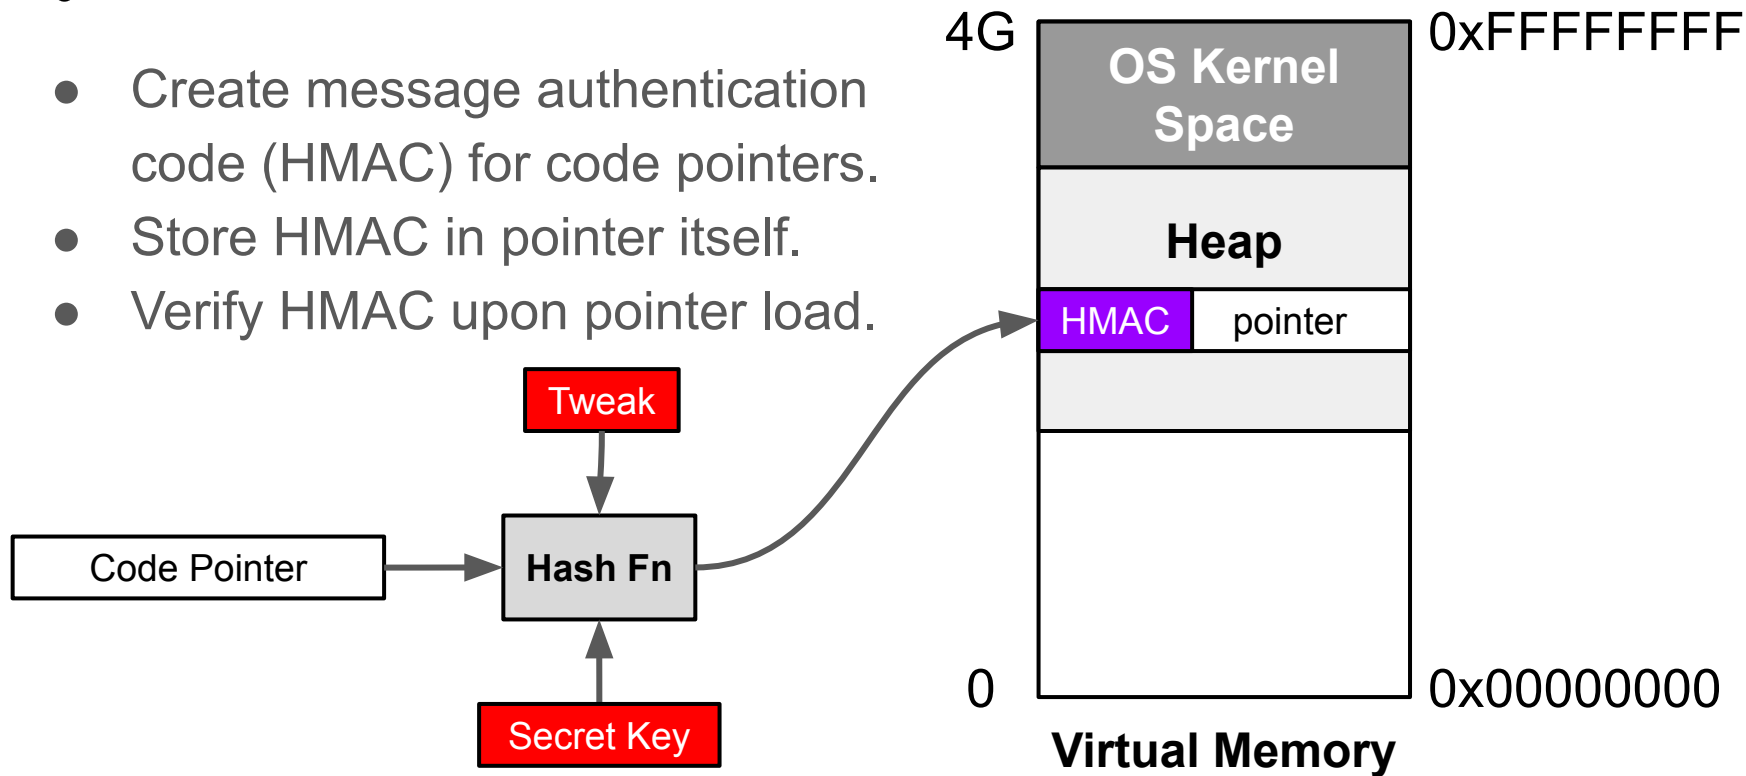 ● Create message authentication
code (HMAC) for code pointers.
● Store HMAC in pointer itself.
● Verify HMAC upon pointer load.
Tweak
Code Pointer
Hash Fn
Secret Key
4G
0xFFFFFFFF
OS Kernel
Space
Heap
HMAC
pointer
0
0x00000000
Virtual Memory